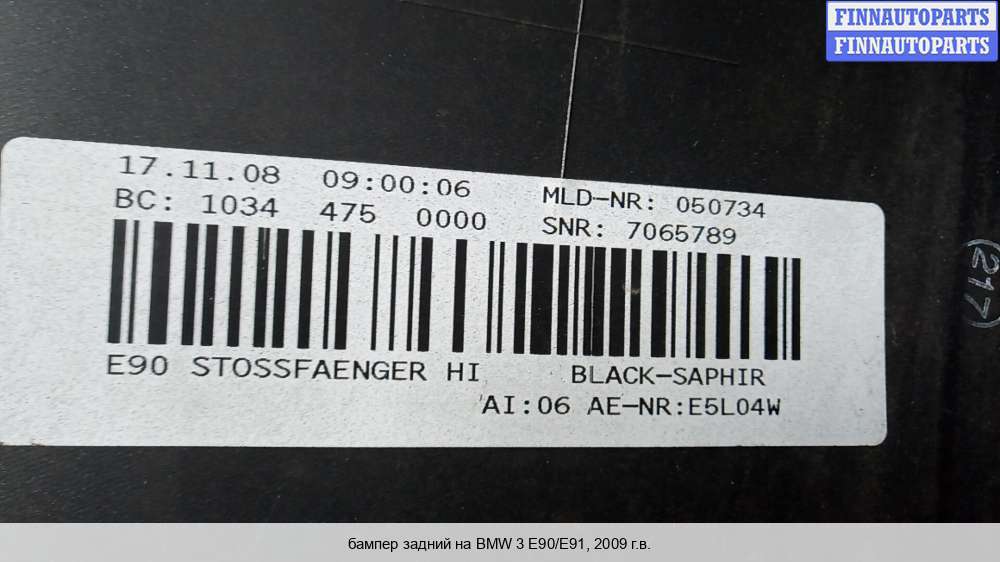 FINNAUTOPARTS
FINNAUTOPARTS
17.11.08 09:00:06 MLD-NR: 050734
BC: 1034 475 0000 SNR: 7065789
E90 STOSSFAENGER HI BLACK-SAPHIR
AI:06 AE-NR:E5L04W
(217)
бампер задний на BMW 3 E90/E91, 2009 г.в.